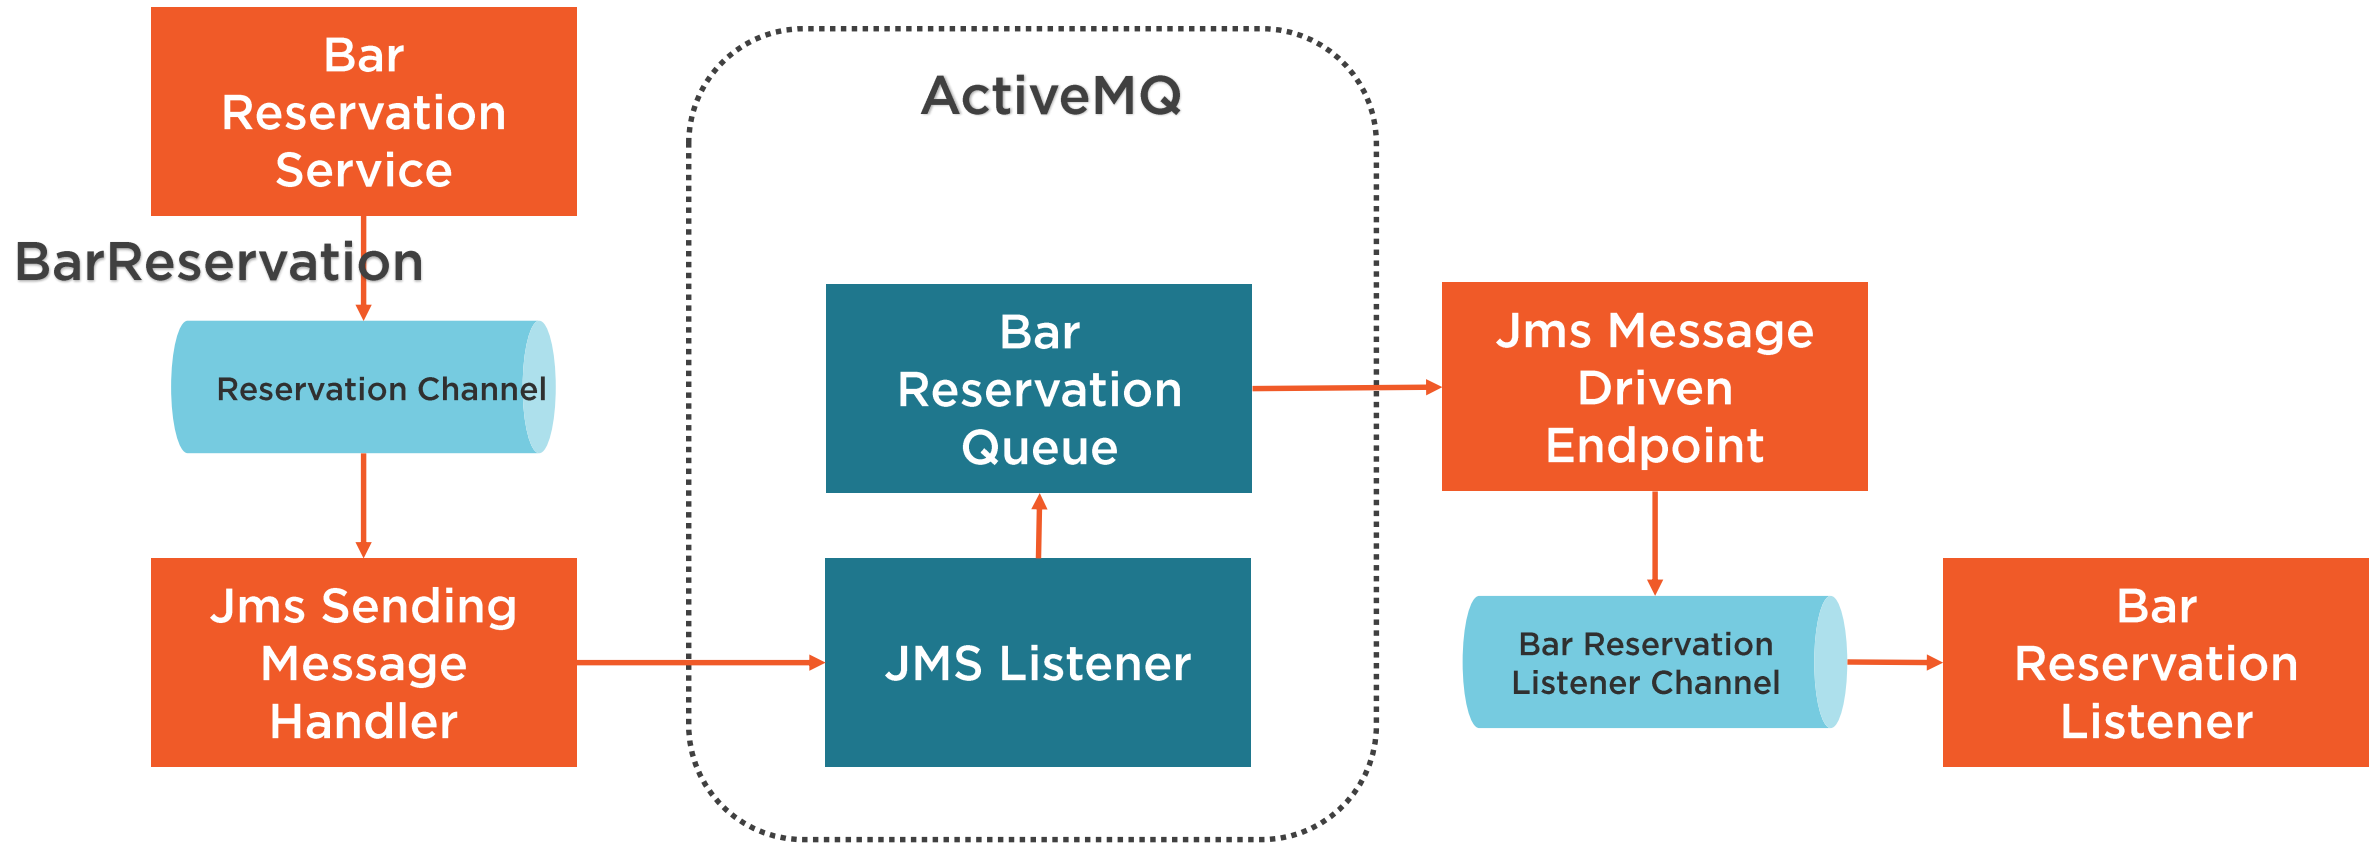 Bar
Reservation
Service
BarReservation
Reservation Channel
Jms Sending
Message
Handler
ActiveMQ
Bar
Reservation
Queue
JMS Listener
Jms Message
Driven
Endpoint
Bar Reservation
Listener Channel
Bar
Reservation
Listener